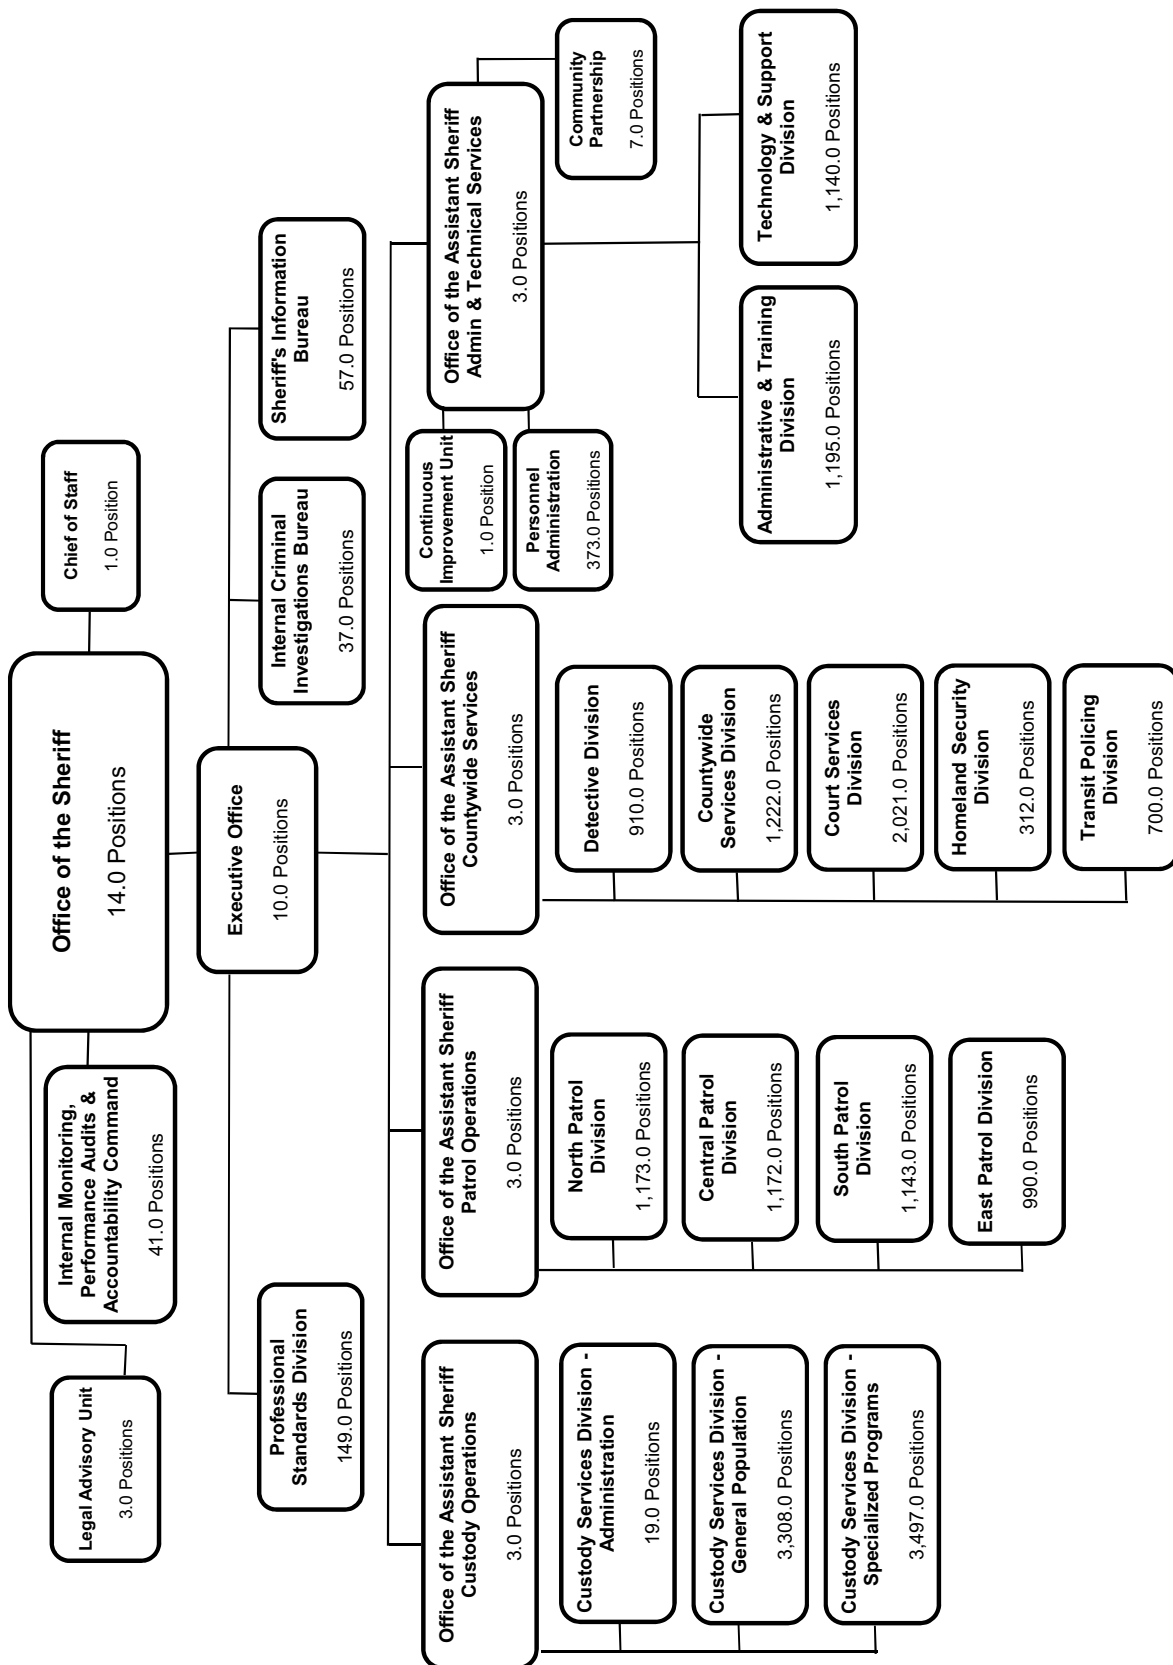 Office of the Sheriff
14.0 Positions
Chief of Staff
1.0 Position
Legal Advisory Unit
3.0 Positions
Internal Monitoring,
Performance Audits &
Accountability Command
41.0 Positions
Executive Office
10.0 Positions
Professional
Standards Division
149.0 Positions
Internal Criminal
Investigations Bureau
37.0 Positions
Sheriff's Information
Bureau
57.0 Positions
Office of the Assistant Sheriff
Custody Operations
3.0 Positions
Custody Services Division -
Administration
19.0 Positions
Custody Services Division -
General Population
3,308.0 Positions
Custody Services Division -
Specialized Programs
3,497.0 Positions
Office of the Assistant Sheriff
Patrol Operations
3.0 Positions
North Patrol
Division
1,173.0 Positions
Central Patrol
Division
1,172.0 Positions
South Patrol
Division
1,143.0 Positions
East Patrol Division
990.0 Positions
Office of the Assistant Sheriff
Countywide Services
3.0 Positions
Detective Division
910.0 Positions
Countywide
Services Division
1,222.0 Positions
Court Services
Division
2,021.0 Positions
Homeland Security
Division
312.0 Positions
Transit Policing
Division
700.0 Positions
Office of the Assistant Sheriff
Admin & Technical Services
3.0 Positions
Continuous
Improvement Unit
1.0 Position
Personnel
Administration
373.0 Positions
Community
Partnership
7.0 Positions
Administrative & Training
Division
1,195.0 Positions
Technology & Support
Division
1,140.0 Positions